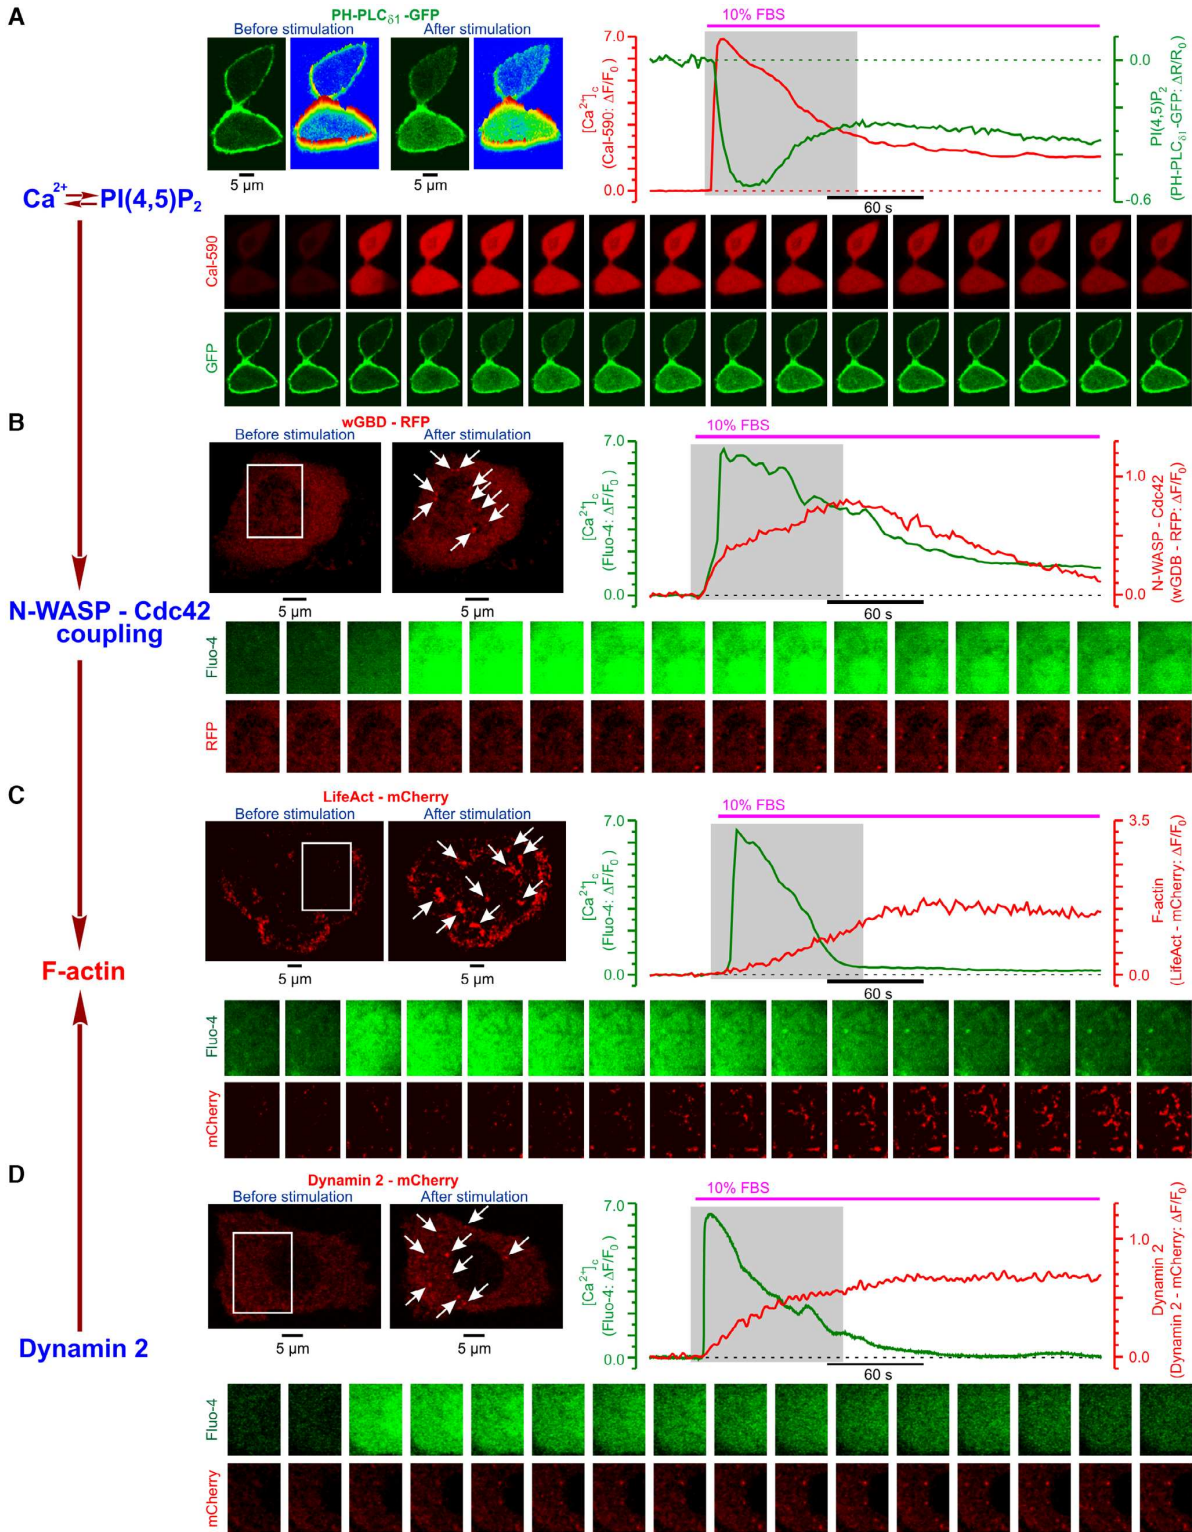 A
PH-PLCδ1 -GFP
Before stimulation
After stimulation
5 µm
5 µm
10% FBS
7.0
0.0
[Ca²⁺]c
(Cal-590: ΔF/F0)
0.0
-0.6
PI(4,5)P2
(PH-PLCδ1 -GFP: ΔR/R0)
60 s
Ca²⁺ PI(4,5)P2
Cal-590
GFP
B
wGBD - RFP
Before stimulation
After stimulation
5 µm
5 µm
10% FBS
7.0
0.0
[Ca²⁺]c
(Fluo-4: ΔF/F0 )
1.0
0.0
N-WASP - Cdc42
(wGDB - RFP: ΔF/F0)
60 s
N-WASP - Cdc42
coupling
Fluo-4
RFP
C
LifeAct - mCherry
Before stimulation
After stimulation
5 µm
5 µm
10% FBS
7.0
0.0
[Ca²⁺]c
(Fluo-4: ΔF/F0 )
3.5
0.0
F-actin
(LifeAct - mCherry: ΔF/F0)
60 s
F-actin
Fluo-4
mCherry
D
Dynamin 2 - mCherry
Before stimulation
After stimulation
5 µm
5 µm
10% FBS
7.0
0.0
[Ca²⁺]c
(Fluo-4: ΔF/F0 )
1.0
0.0
Dynamin 2
(Dynamin 2 - mCherry: ΔF/F0)
60 s
Dynamin 2
Fluo-4
mCherry